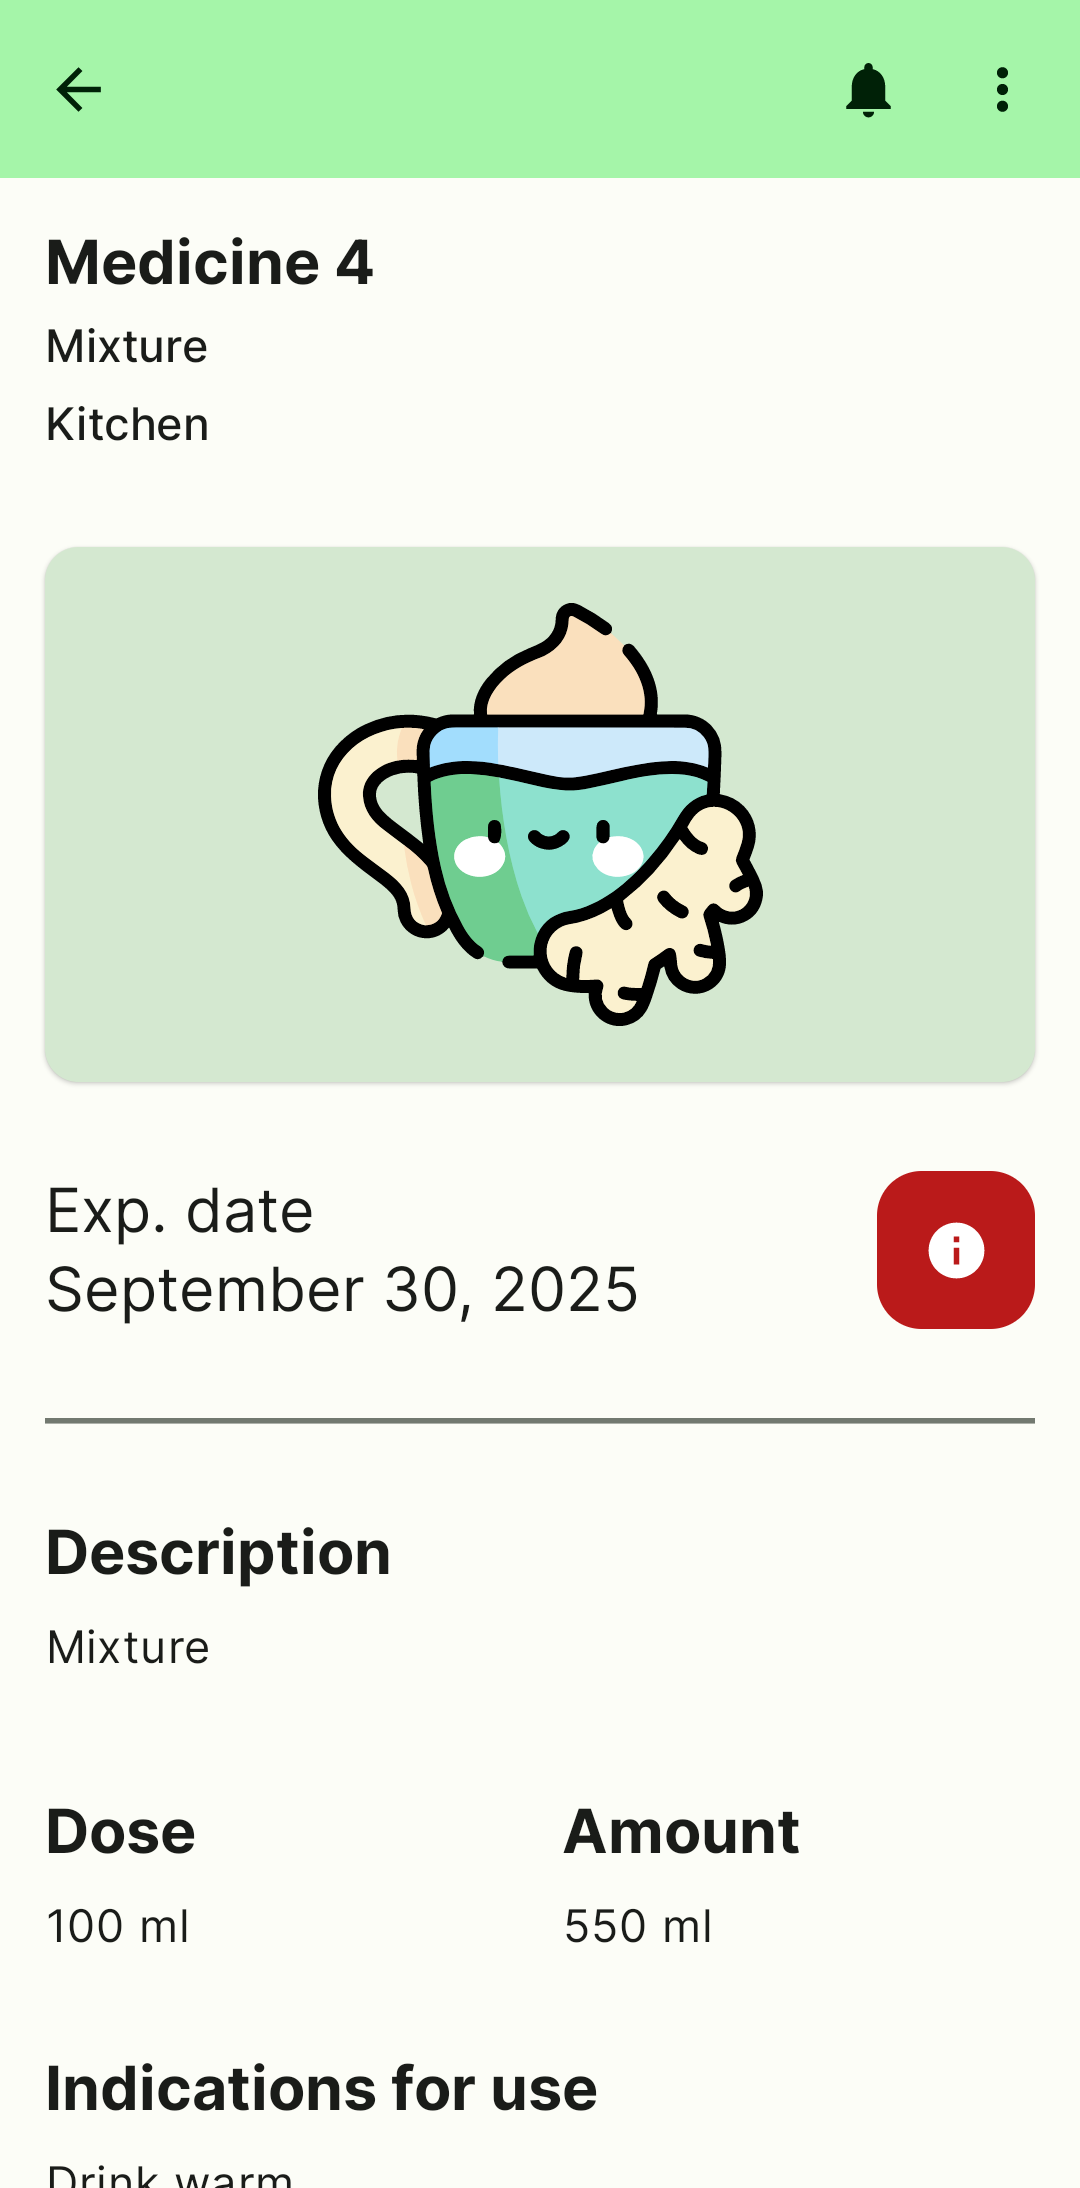 Medicine 4
Mixture
Kitchen
Exp. date
September 30, 2025
Description
Mixture
Dose
Amount
100 ml
550 ml
Indications for use
Drink warm